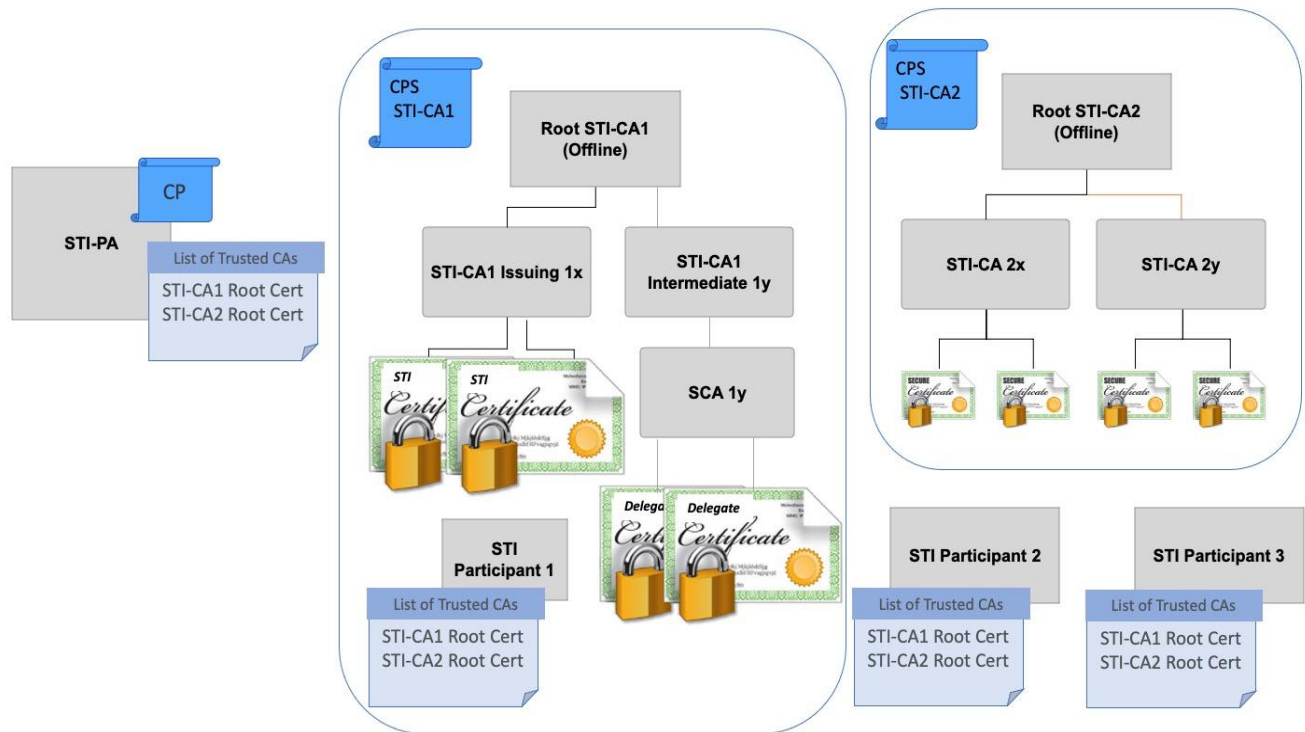 CP
STI-PA
List of Trusted CAs
STI-CA1 Root Cert
STI-CA2 Root Cert
CPS
STI-CA1
Root STI-CA1
(Offline)
STI-CA1 Issuing 1x
STI-CA1
Intermediate 1y
SCA 1y
STI
STI
Certificate
Delegate
Certificate
STI
Participant 1
List of Trusted CAs
STI-CA1 Root Cert
STI-CA2 Root Cert
CPS
STI-CA2
Root STI-CA2
(Offline)
STI-CA 2x
STI-CA 2y
SECURE
Certificate
SECURE
Certificate
SECURE
Certificate
SECURE
Certificate
STI Participant 2
List of Trusted CAs
STI-CA1 Root Cert
STI-CA2 Root Cert
STI Participant 3
List of Trusted CAs
STI-CA1 Root Cert
STI-CA2 Root Cert